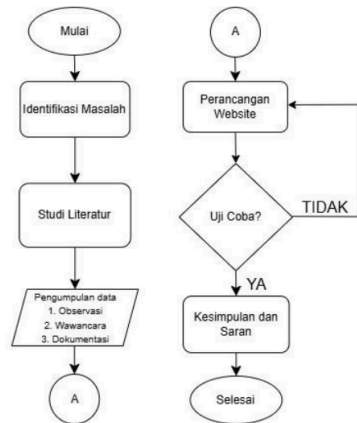 Mulai
Identifikasi Masalah
Studi Literatur
Pengumpulan data
1. Observasi
2. Wawancara
3. Dokumentasi
A
A
Perancangan
Website
Uji Coba?
TIDAK
YA
Kesimpulan dan
Saran
Selesai